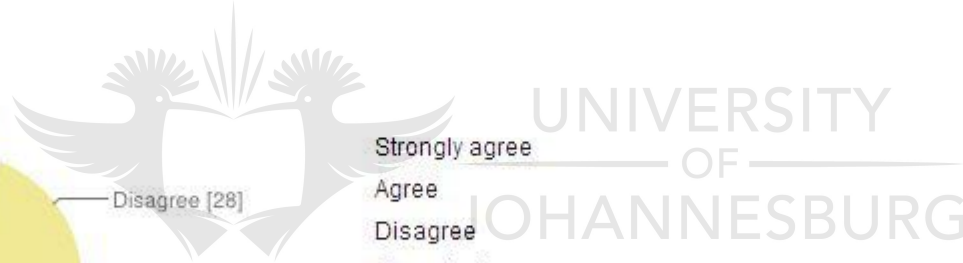 UNIVERSITY
OF
JOHANNESBURG
Strongly agree
Agree
Disagree
Disagree [28]